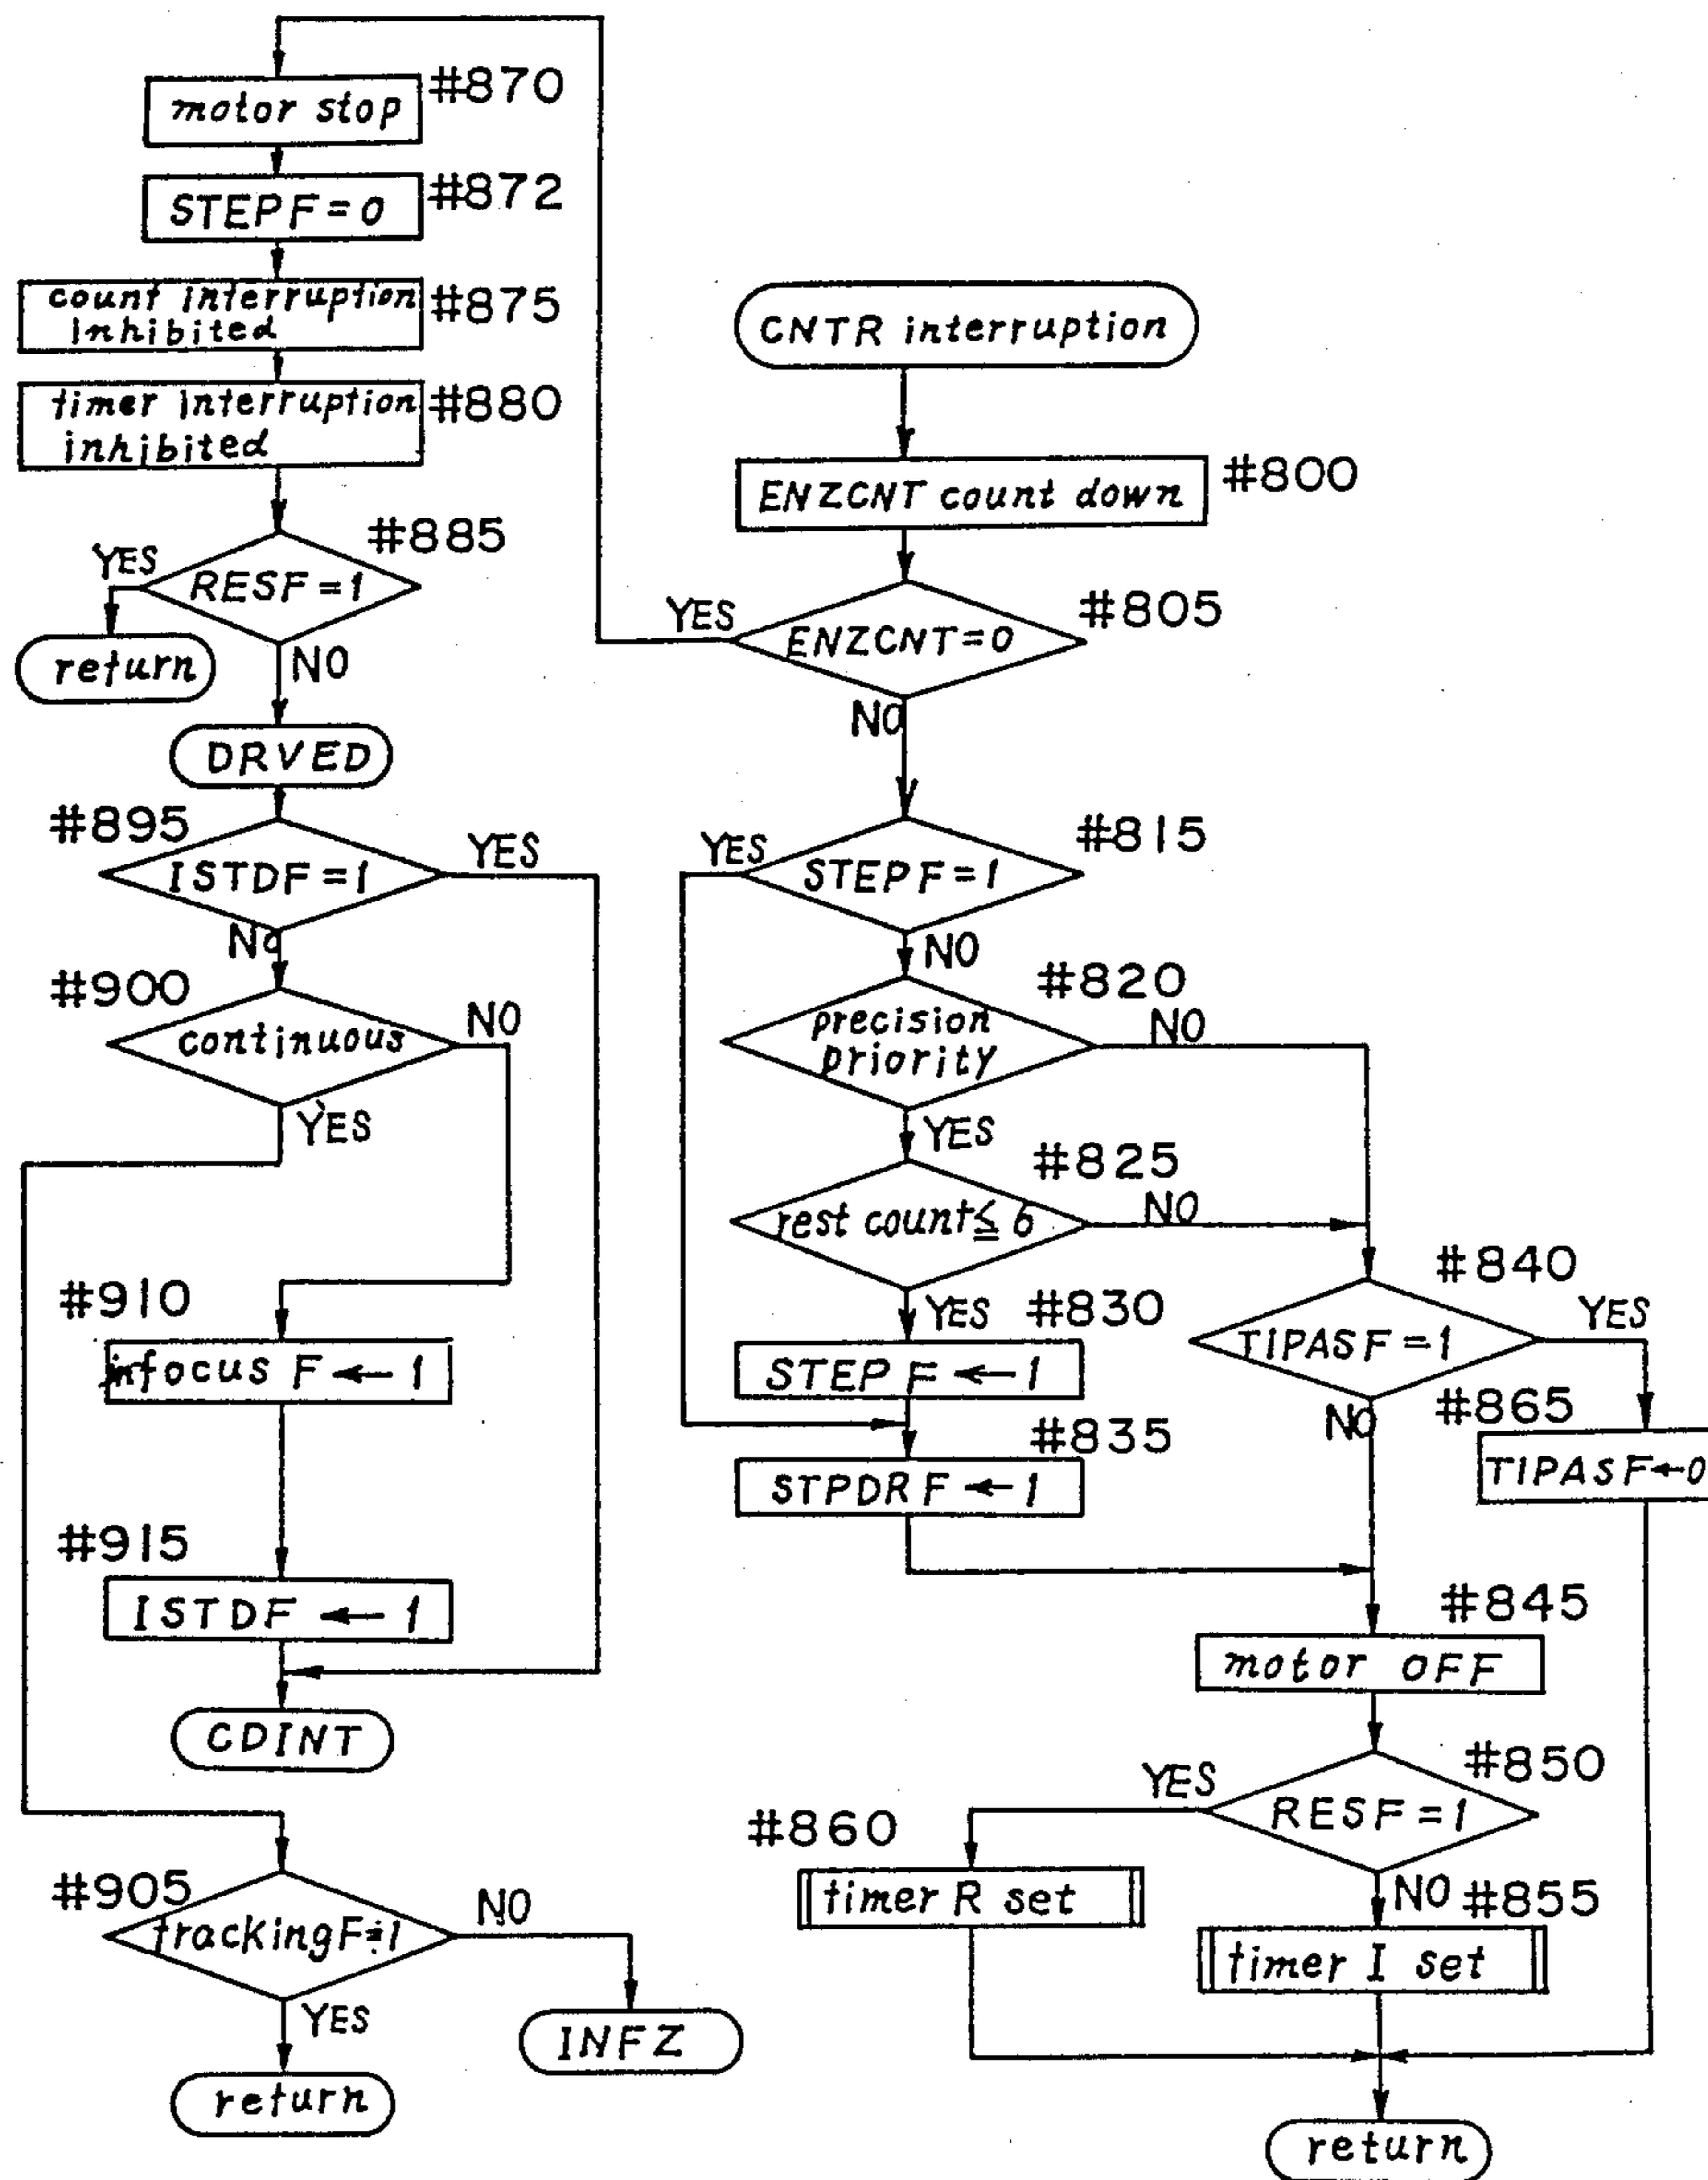 motor stop
#870
STEPF=0
#872
count interruption
inhibited
#875
timer interruption
inhibited
#880
#885
YES
RESF=1
return
NO
DRVED
#895
ISTDF=1
YES
NO
#900
continuous
NO
YES
#910
infocus F←1
#915
ISTDF←1
CDINT
#905
trackingF=1
NO
YES
INFZ
return
CNTR interruption
ENZCNT count down
#800
YES
ENZCNT=0
#805
NO
YES
STEPF=1
#815
NO
#820
precision
priority
NO
YES
#825
rest count≦6
NO
YES
#830
STEP F←1
#835
STPDRF←1
#840
TIPASF=1
YES
NO
#865
TIPASF←0
#845
motor OFF
#850
YES
RESF=1
#860
timer R set
NO
#855
timer I set
return